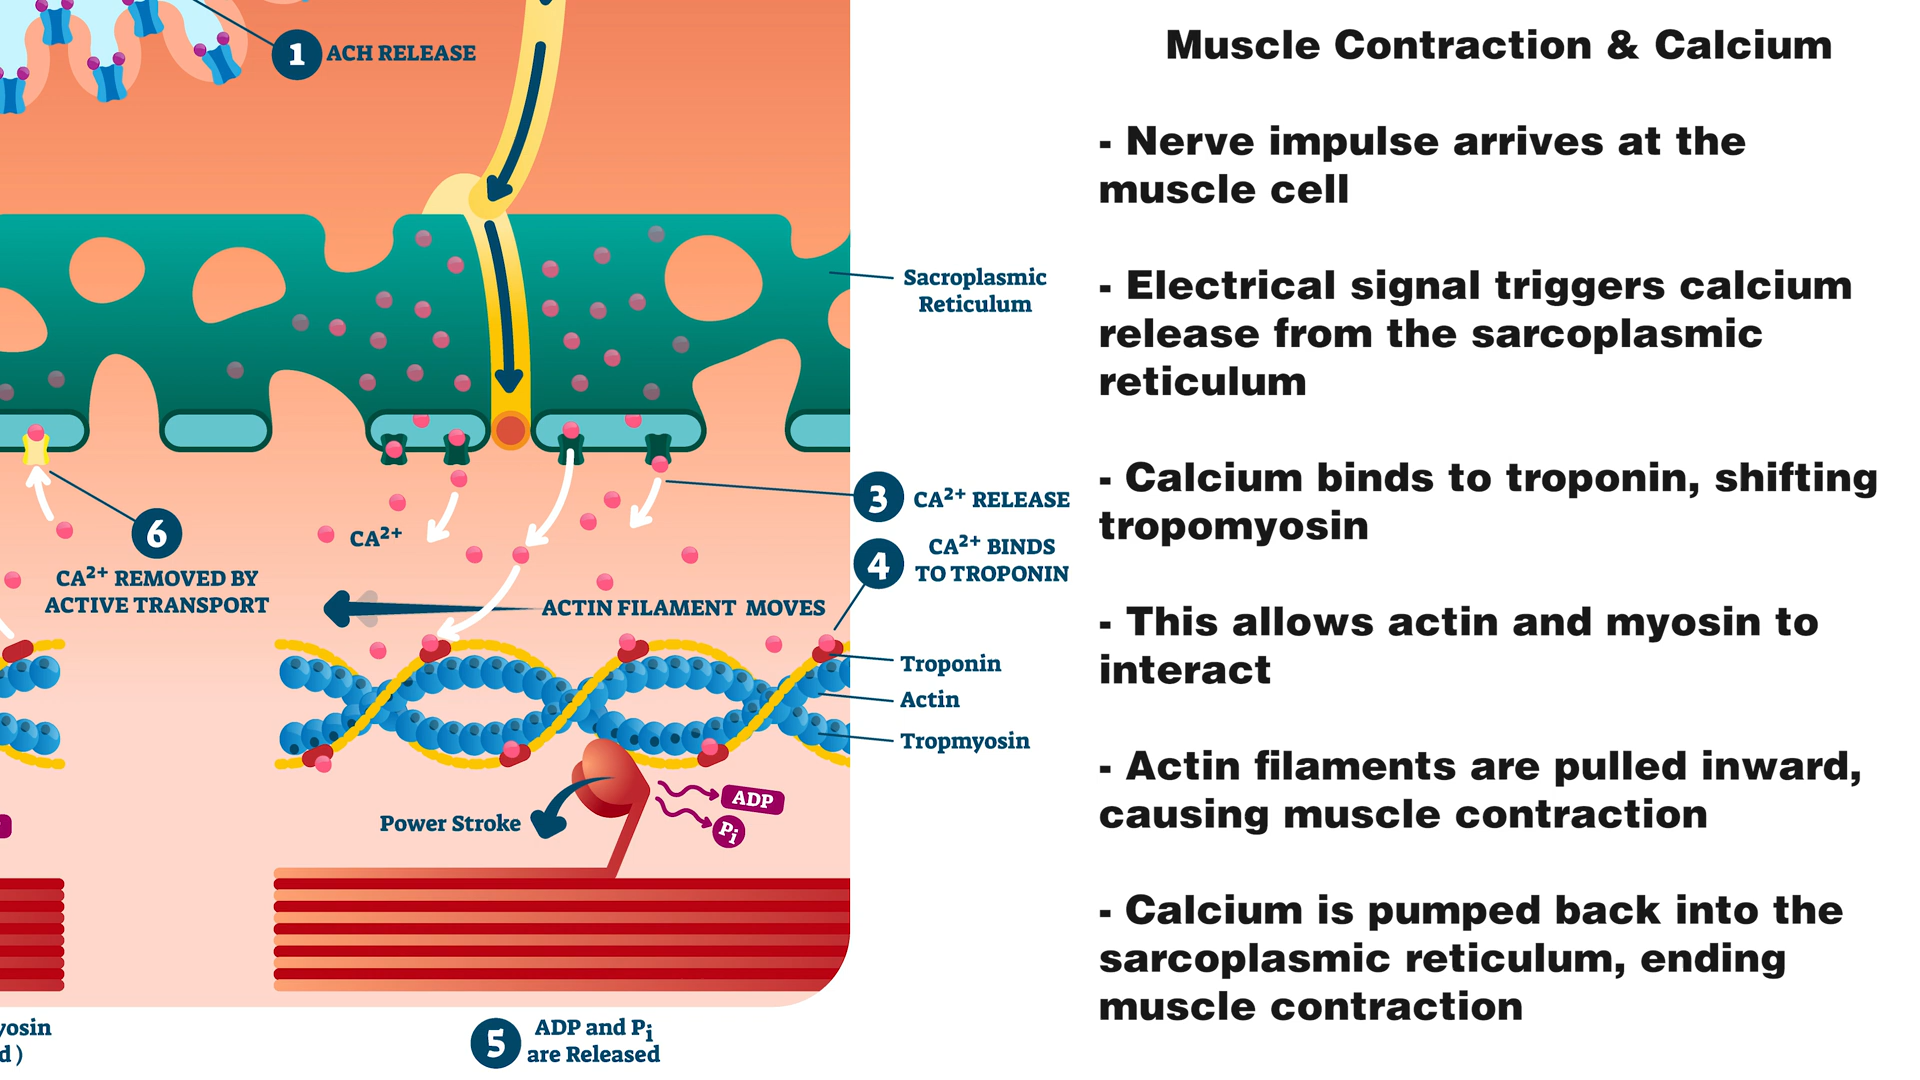 1 ACH RELEASE
Sacroplasmic
Reticulum
3 CA2+ RELEASE
4 CA2+ BINDS
TO TROPONIN
6
CA2+ REMOVED BY
ACTIVE TRANSPORT
CA2+
ACTIN FILAMENT MOVES
Troponin
Actin
Tropmyosin
Power Stroke
ADP
Pi
yosin
d )
5 ADP and Pi
are Released
Muscle Contraction & Calcium
- Nerve impulse arrives at the
muscle cell
- Electrical signal triggers calcium
release from the sarcoplasmic
reticulum
- Calcium binds to troponin, shifting
tropomyosin
- This allows actin and myosin to
interact
- Actin filaments are pulled inward,
causing muscle contraction
- Calcium is pumped back into the
sarcoplasmic reticulum, ending
muscle contraction